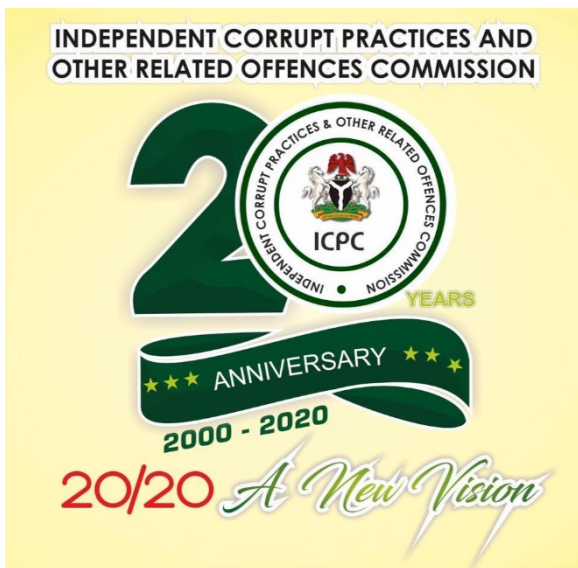 INDEPENDENT CORRUPT PRACTICES AND
OTHER RELATED OFFENCES COMMISSION
20
INDEPENDENT CORRUPT PRACTICES & OTHER RELATED OFFENCES COMMISSION
ICPC
YEARS
ANNIVERSARY
2000 - 2020
20/20 A New Vision